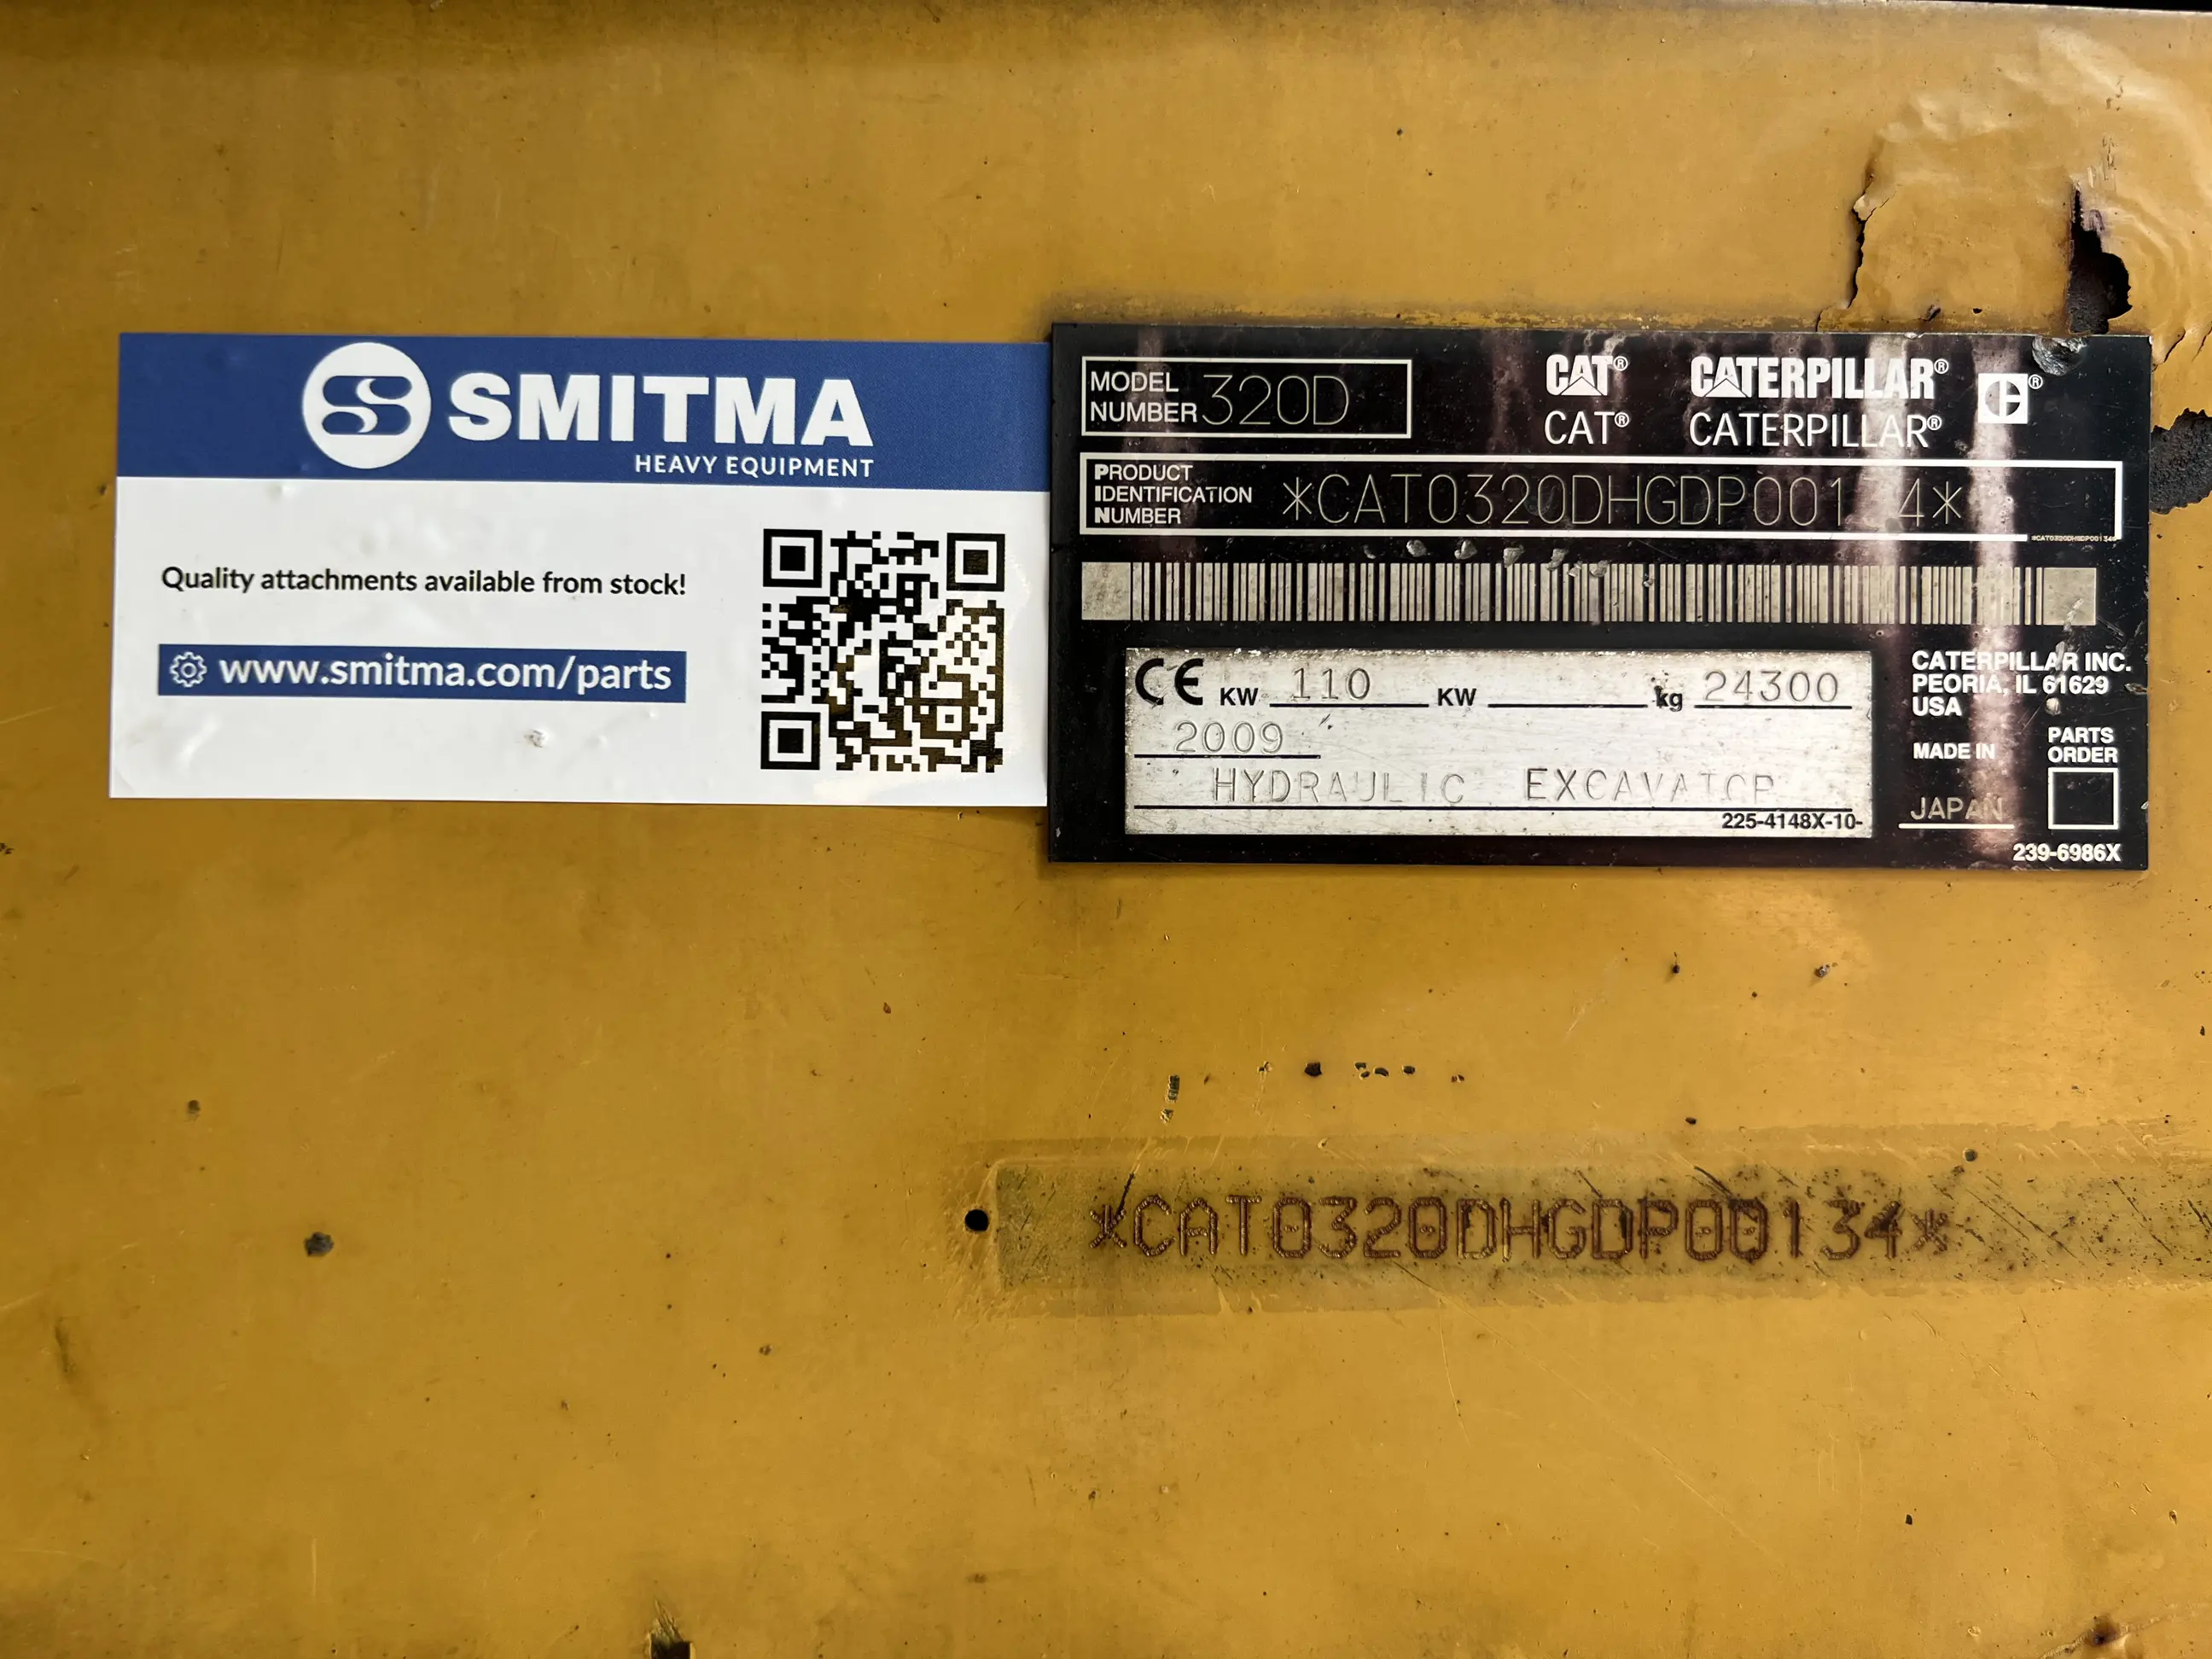 SMITMA
HEAVY EQUIPMENT
Quality attachments available from stock!
www.smitma.com/parts
MODEL NUMBER 320D
CAT® CATERPILLAR® C®
CAT® CATERPILLAR®
PRODUCT IDENTIFICATION NUMBER
*CAT0320DHGDP00134*
CE KW 110 KW kg 24300
2009
HYDRAULIC EXCAVATOR
225-4148X-10-
CATERPILLAR INC.
PEORIA, IL 61629
USA
MADE IN
JAPAN
PARTS
ORDER
239-6986X
*CAT0320DHGDP00134*